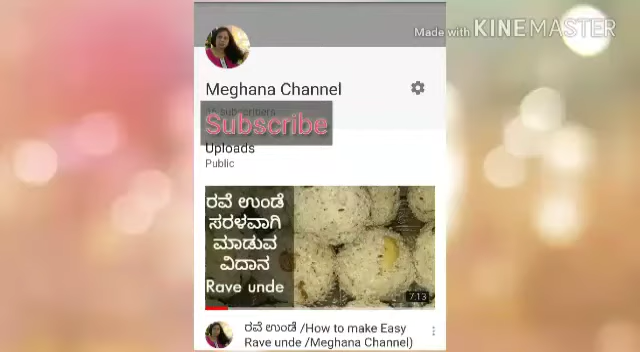 Made with KINEMASTER
Meghana Channel
subscribers
Subscribe
Uploads
Public
ರವೆ ಉಂಡೆ
ಸರಳವಾಗಿ
ಮಾಡುವ
ವಿಧಾನ
Rave unde
7:13
ರವೆ ಉಂಡೆ /How to make Easy
Rave unde /Meghana Channel)